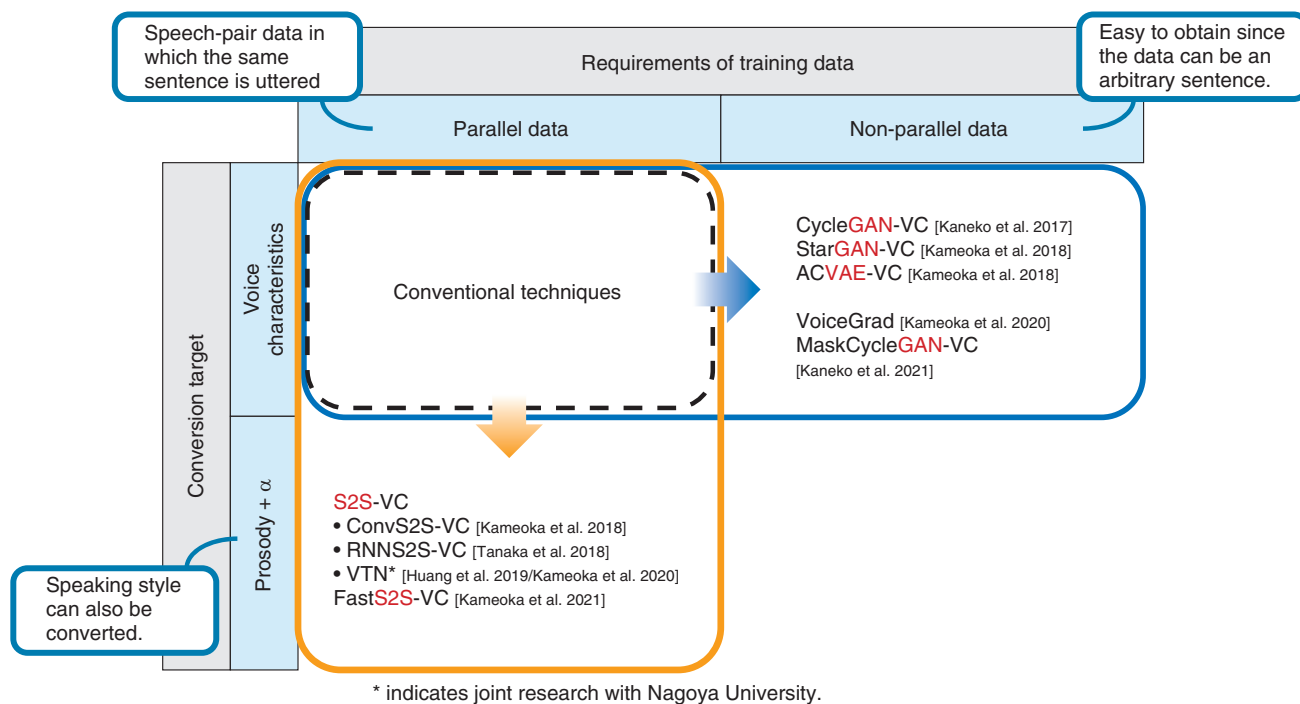 Speech-pair data in
which the same
sentence is uttered
Requirements of training data
Easy to obtain since
the data can be an
arbitrary sentence.
Parallel data
Non-parallel data
Conversion target
Voice
characteristics
Conventional techniques
CycleGAN-VC [Kaneko et al. 2017]
StarGAN-VC [Kameoka et al. 2018]
ACVAE-VC [Kameoka et al. 2018]
VoiceGrad [Kameoka et al. 2020]
MaskCycleGAN-VC
[Kaneko et al. 2021]
Prosody + α
S2S-VC
• ConvS2S-VC [Kameoka et al. 2018]
• RNNS2S-VC [Tanaka et al. 2018]
• VTN* [Huang et al. 2019/Kameoka et al. 2020]
FastS2S-VC [Kameoka et al. 2021]
Speaking style
can also be
converted.
* indicates joint research with Nagoya University.